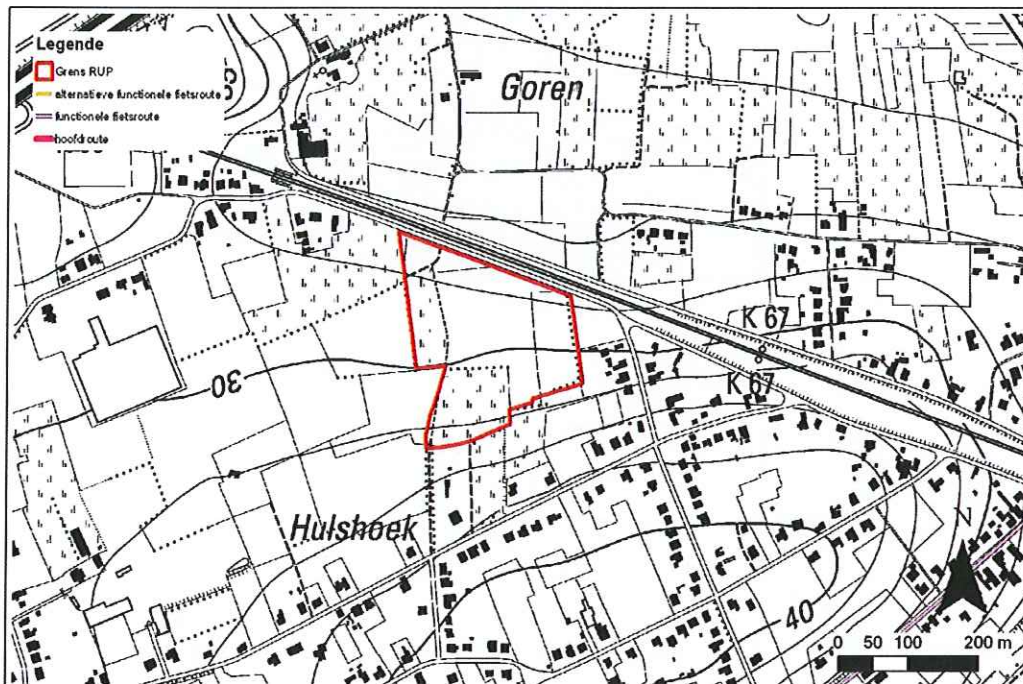 Legende
Grens RUP
alternatieve functionele fietsroute
functionele fietsroute
hoofdroute
Goren
K 67
K 67
30
Hulshoek
N
40
0 50 100 200 m